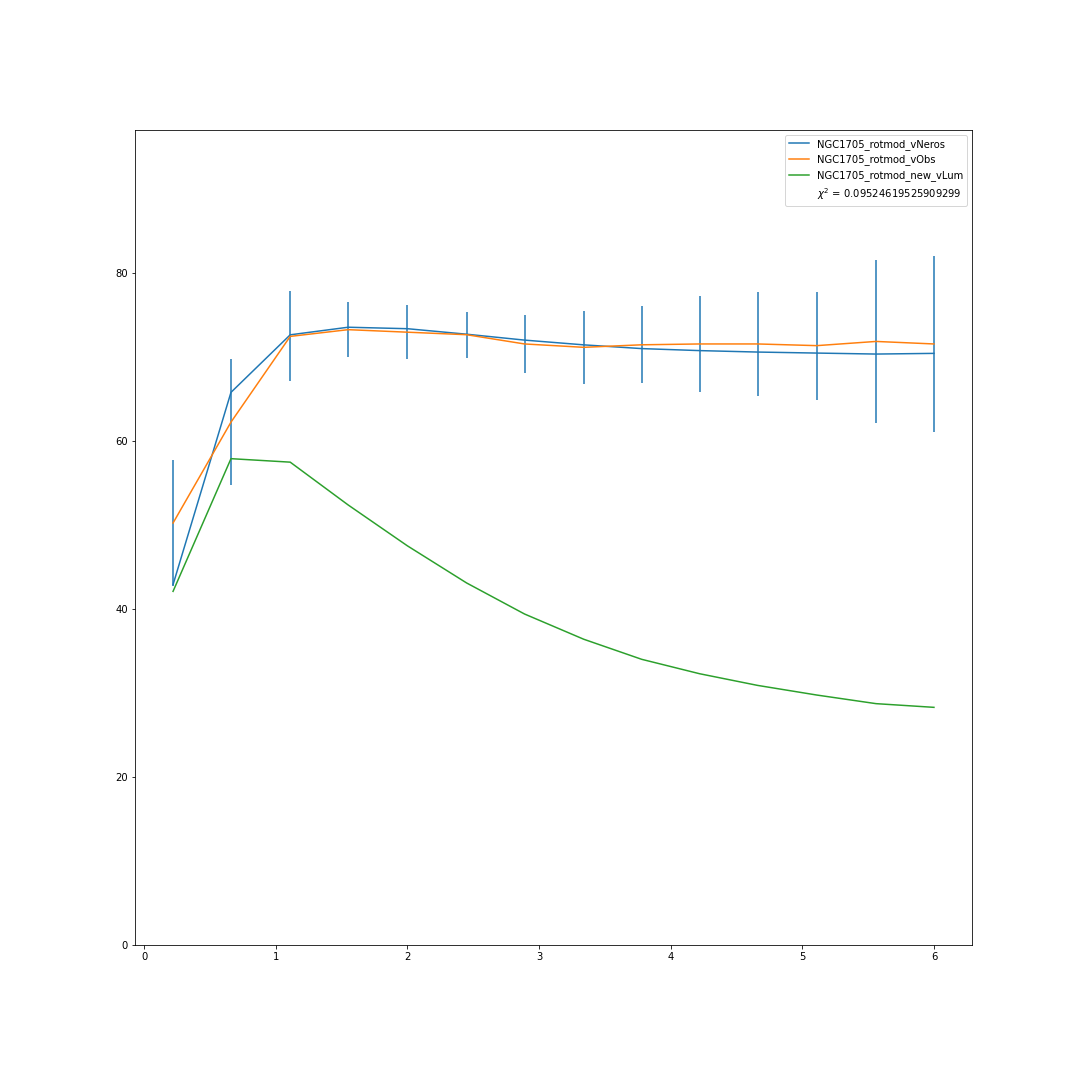 NGC1705_rotmod_vNeros
NGC1705_rotmod_vObs
NGC1705_rotmod_new_vLum
χ² = 0.09524619525909299
80
60
40
20
0
0 1 2 3 4 5 6